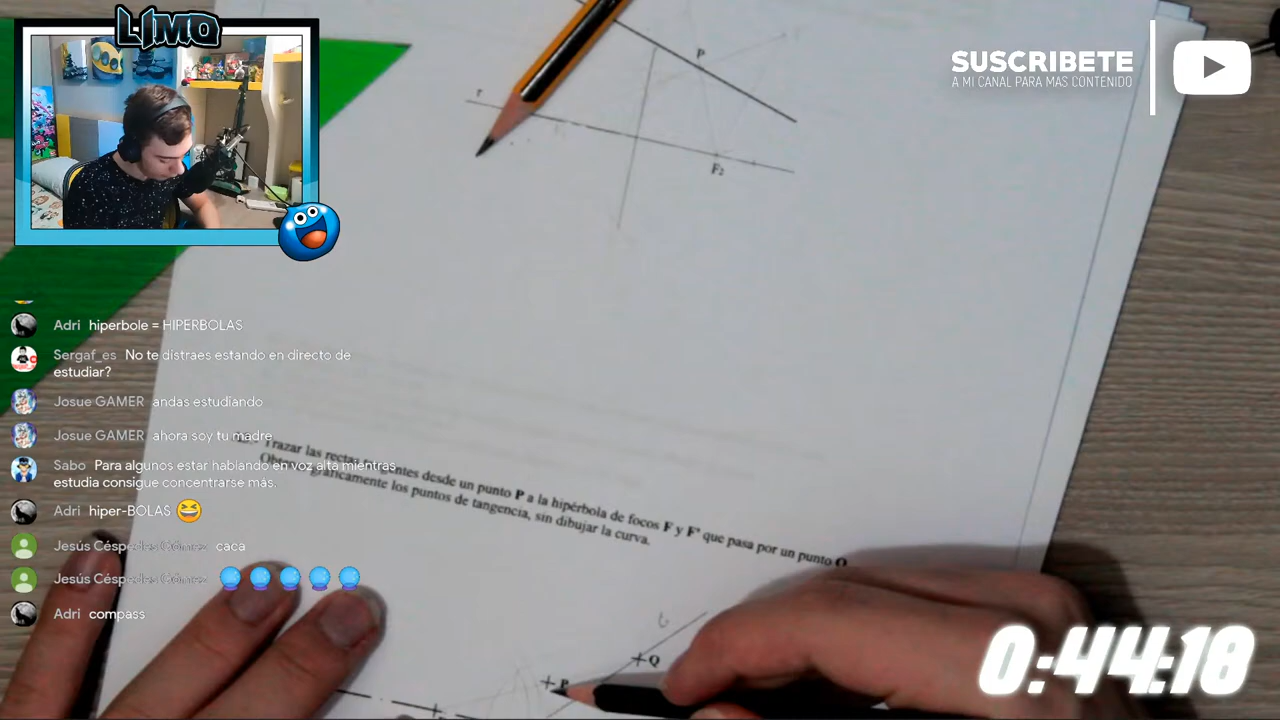 LIMO
SUSCRIBETE
A MI CANAL PARA MAS CONTENIDO
r
P
F2
Adri hiperbole = HIPERBOLAS
Sergaf_es No te distraes estando en directo de
estudiar?
Josue GAMER andas estudiando
Josue GAMER ahora soy tu madre
Sabo Para algunos estar hablando en voz alta mientras
estudia consigue concentrarse más.
Adri hiper-BOLAS 😆
Jesús Céspedes Gómez caca
Jesús Céspedes Gómez 🔮🔮🔮🔮🔮
Adri compass
Trazar las rectas tangentes desde un punto P a la hipérbola de focos F y F' que pasa por un punto Q
gráficamente los puntos de tangencia, sin dibujar la curva.
Q
P
0:44:18